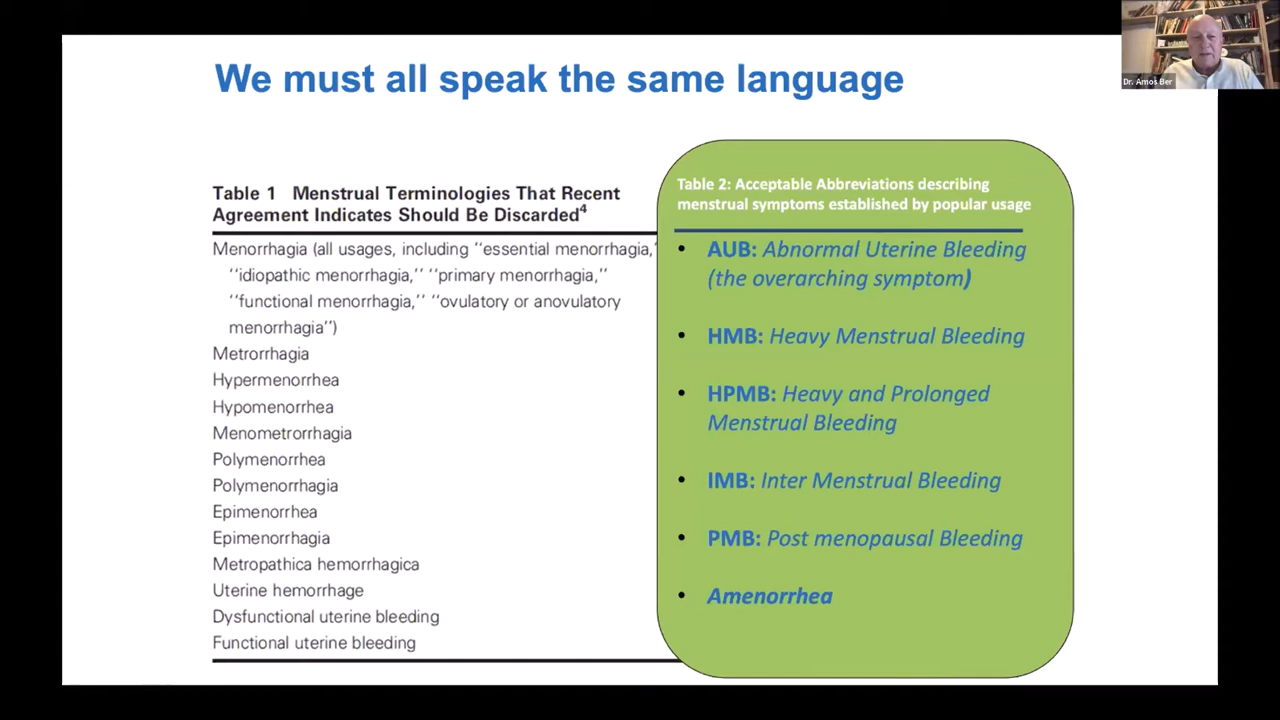 We must all speak the same language
Dr. Amos Ber
Table 1 Menstrual Terminologies That Recent
Agreement Indicates Should Be Discarded4
Menorrhagia (all usages, including ‘‘essential menorrhagia,’
‘‘idiopathic menorrhagia,’’ ‘‘primary menorrhagia,’’
‘‘functional menorrhagia,’’ ‘‘ovulatory or anovulatory
menorrhagia’’)
Metrorrhagia
Hypermenorrhea
Hypomenorrhea
Menometrorrhagia
Polymenorrhea
Polymenorrhagia
Epimenorrhea
Epimenorrhagia
Metropathica hemorrhagica
Uterine hemorrhage
Dysfunctional uterine bleeding
Functional uterine bleeding
Table 2: Acceptable Abbreviations describing
menstrual symptoms established by popular usage
• AUB: Abnormal Uterine Bleeding
(the overarching symptom)
• HMB: Heavy Menstrual Bleeding
• HPMB: Heavy and Prolonged
Menstrual Bleeding
• IMB: Inter Menstrual Bleeding
• PMB: Post menopausal Bleeding
• Amenorrhea